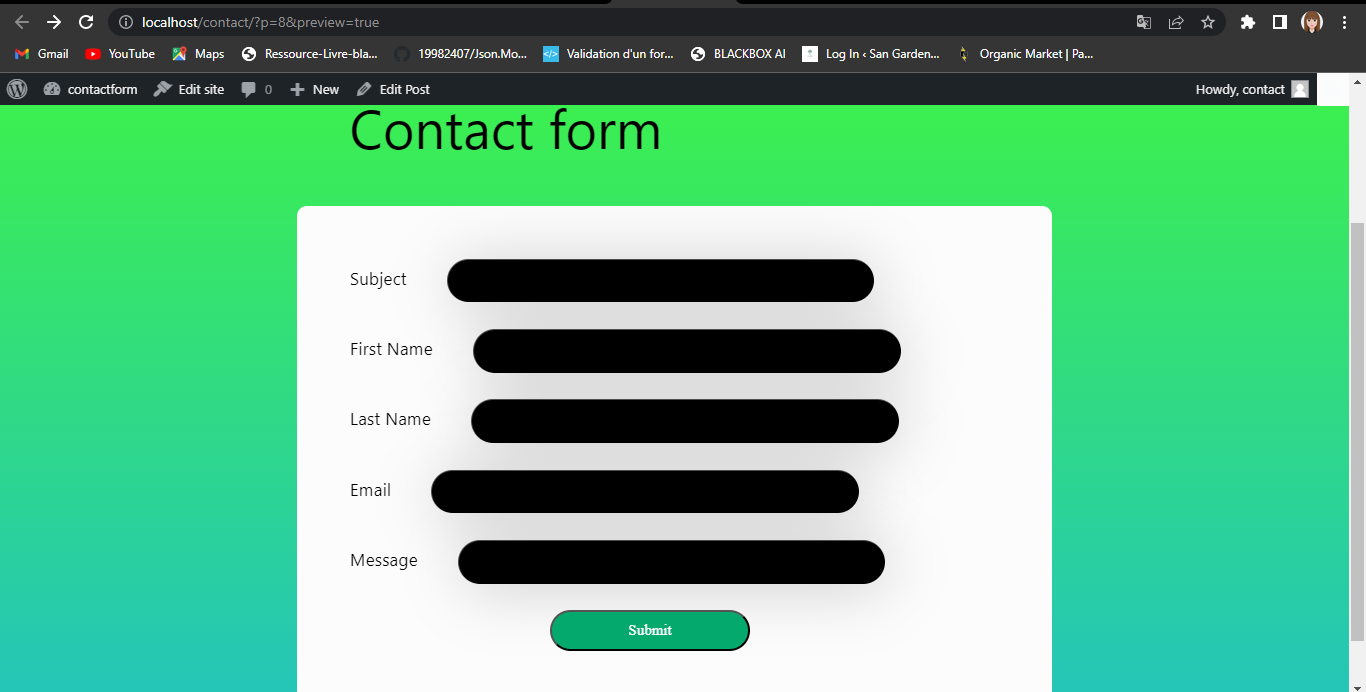 localhost/contact/?p=8&preview=true
Gmail YouTube Maps Ressource-Livre-bla... 19982407/Json.Mo... </> Validation d'un for... BLACKBOX AI Log In ‹ San Garden... Organic Market | Pa...
contactform Edit site 0 New Edit Post Howdy, contact
Contact form
Subject
First Name
Last Name
Email
Message
Submit